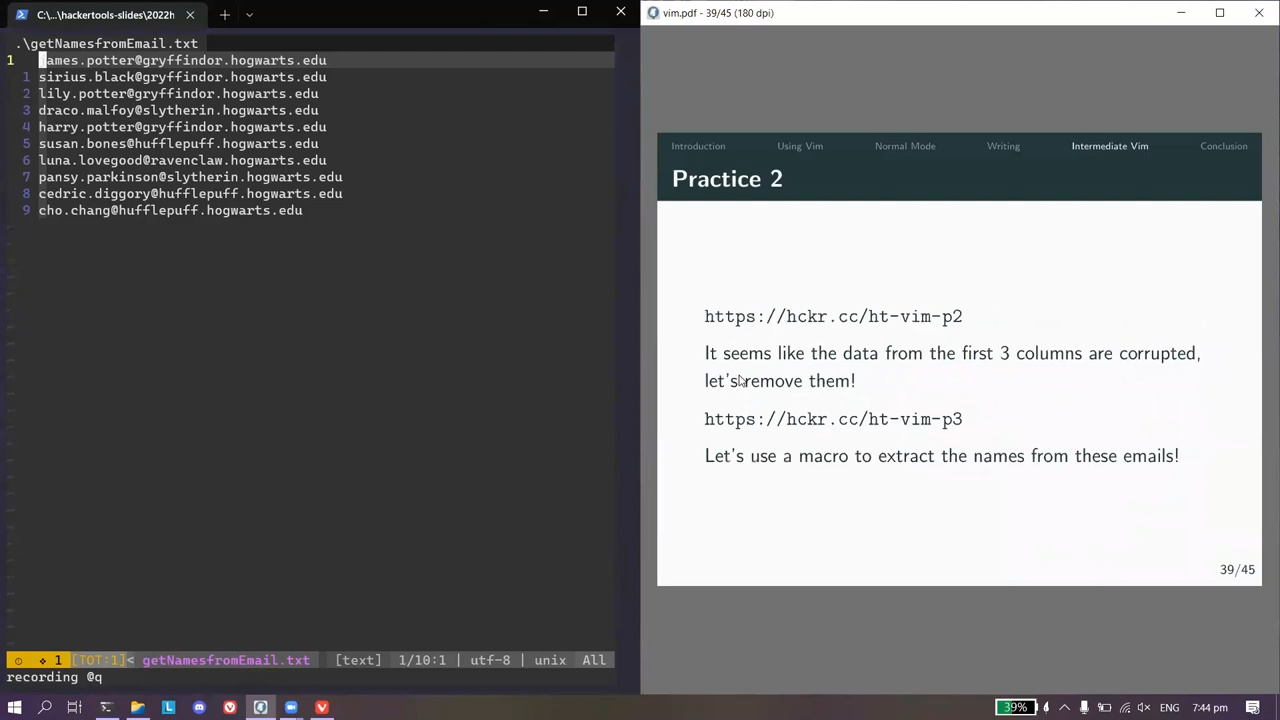 C:\...\hackertools-slides\2022h
vim.pdf - 39/45 (180 dpi)
.\getNamesfromEmail.txt
1 ames.potter@gryffindor.hogwarts.edu
1 sirius.black@gryffindor.hogwarts.edu
2 lily.potter@gryffindor.hogwarts.edu
3 draco.malfoy@slytherin.hogwarts.edu
4 harry.potter@gryffindor.hogwarts.edu
5 susan.bones@hufflepuff.hogwarts.edu
6 luna.lovegood@ravenclaw.hogwarts.edu
7 pansy.parkinson@slytherin.hogwarts.edu
8 cedric.diggory@hufflepuff.hogwarts.edu
9 cho.chang@hufflepuff.hogwarts.edu
1 [TOT:1]< getNamesfromEmail.txt [text] 1/10:1 | utf-8 | unix All
recording @q
Introduction Using Vim Normal Mode Writing Intermediate Vim Conclusion
Practice 2
https://hckr.cc/ht-vim-p2
It seems like the data from the first 3 columns are corrupted,
let's remove them!
https://hckr.cc/ht-vim-p3
Let's use a macro to extract the names from these emails!
39/45
39% ENG 7:44 pm